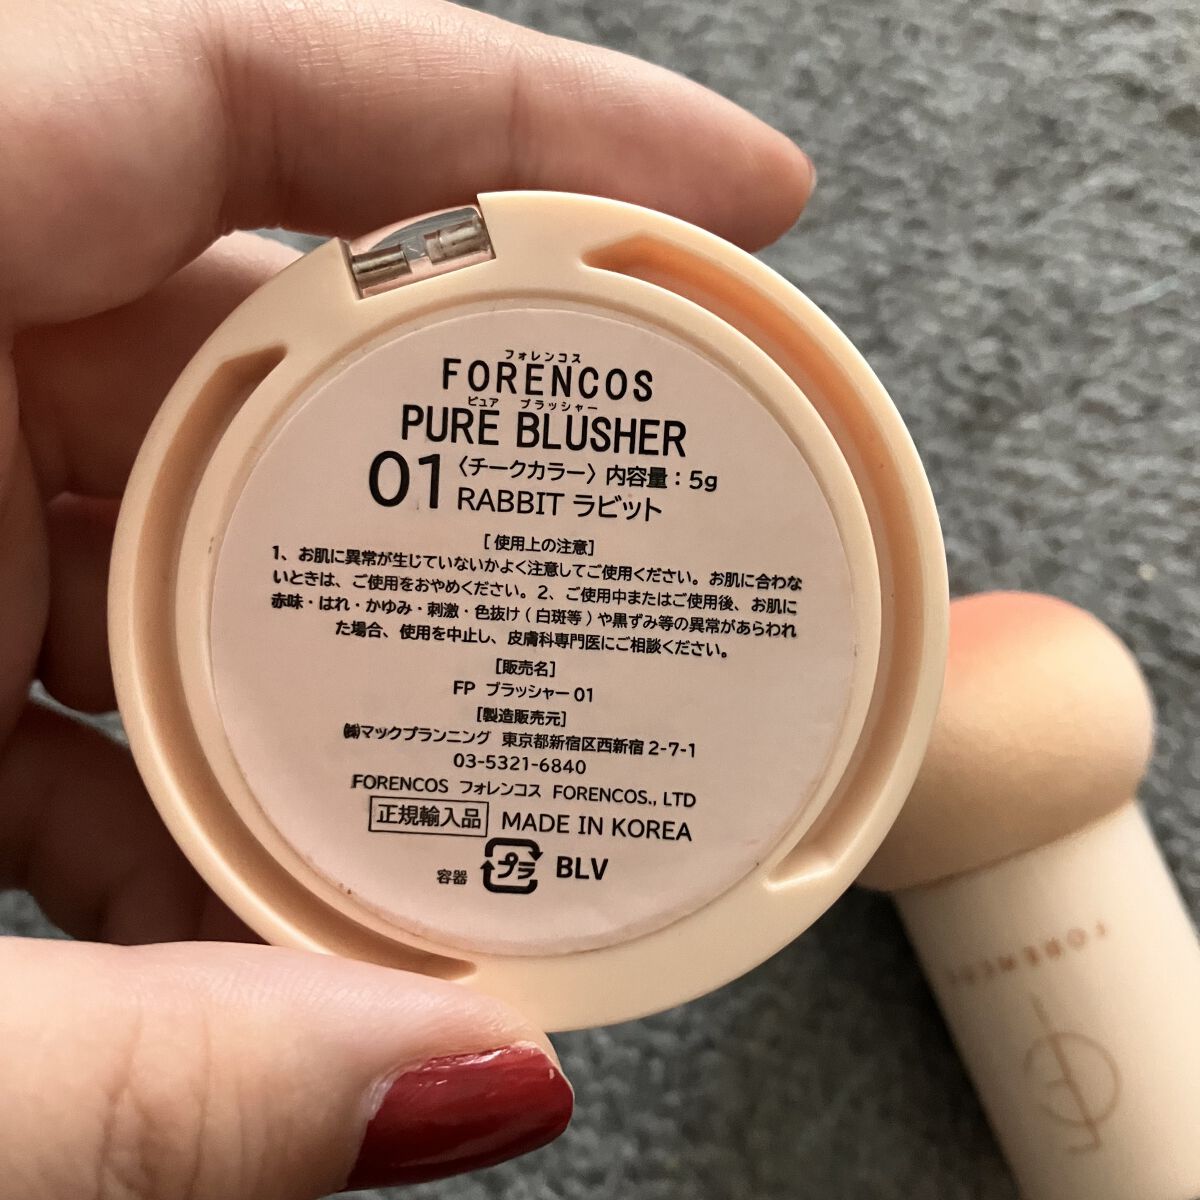 フォレンコス
FORENCOS
ピュア ブラッシャー
PURE BLUSHER
01 〈チークカラー〉内容量：5g
RABBIT ラビット
[使用上の注意]
1、お肌に異常が生じていないかよく注意してご使用ください。お肌に合わな
いときは、ご使用をおやめください。2、ご使用中またはご使用後、お肌に
赤味・はれ・かゆみ・刺激・色抜け(白斑等)や黒ずみ等の異常があらわれ
た場合、使用を中止し、皮膚科専門医にご相談ください。
[販売名]
FP ブラッシャー01
[製造販売元]
㈱マックプランニング 東京都新宿区西新宿2-7-1
03-5321-6840
FORENCOS フォレンコス FORENCOS., LTD
正規輸入品 MADE IN KOREA
容器 プラ BLV
FORENCOS